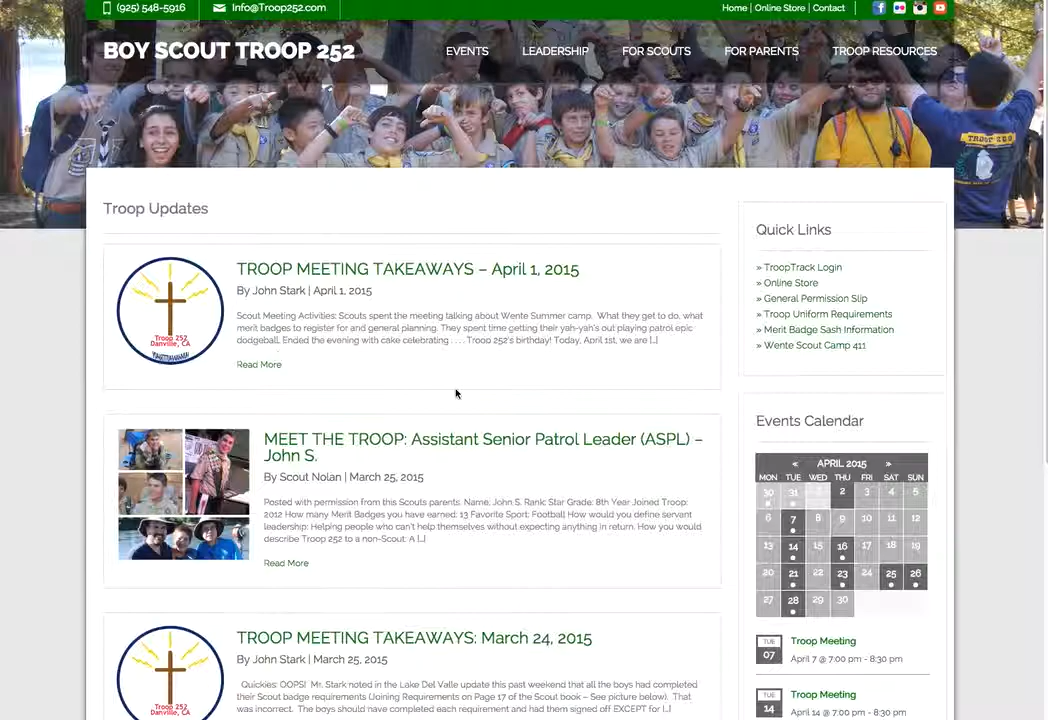 (925) 548-5916
Info@Troop252.com
Home | Online Store | Contact
BOY SCOUT TROOP 252
EVENTS
LEADERSHIP
FOR SCOUTS
FOR PARENTS
TROOP RESOURCES
Troop Updates
TROOP MEETING TAKEAWAYS – April 1, 2015
By John Stark | April 1, 2015
Scout Meeting Activities: Scouts spent the meeting talking about Wente Summer camp. What they get to do, what
merit badges to register for and general planning. They spent time getting their yah-yah's out playing patrol epic
dodgeball. Ended the evening with cake celebrating . . . . Troop 252's birthday! Today, April 1st, we are [...]
Read More
Troop 252
Danville, CA
MEET THE TROOP: Assistant Senior Patrol Leader (ASPL) –
John S.
By Scout Nolan | March 25, 2015
Posted with permission from this Scouts parents. Name: John S. Rank: Star Grade: 8th Year Joined Troop:
2012 How many Merit Badges you have earned: 13 Favorite Sport: Football How would you define servant
leadership: Helping people who can't help themselves without expecting anything in return. How you would
describe Troop 252 to a non-Scout: A [...]
Read More
TROOP MEETING TAKEAWAYS: March 24, 2015
By John Stark | March 25, 2015
Quickies: OOPS! Mr. Stark noted in the Lake Del Valle update this past weekend that all the boys had completed
their Scout badge requirements (Joining Requirements on Page 17 of the Scout book – See picture below). That
was incorrect. The boys should have completed each requirement and had them signed off EXCEPT for [...]
Troop 252
Danville, CA
Quick Links
» TroopTrack Login
» Online Store
» General Permission Slip
» Troop Uniform Requirements
» Merit Badge Sash Information
» Wente Scout Camp 411
Events Calendar
« APRIL 2015 »
MON TUE WED THU FRI SAT SUN
30 31 1 2 3 4 5
6 7 8 9 10 11 12
13 14 15 16 17 18 19
20 21 22 23 24 25 26
27 28 29 30
TUE
07
Troop Meeting
April 7 @ 7:00 pm - 8:30 pm
TUE
14
Troop Meeting
April 14 @ 7:00 pm - 8:30 pm